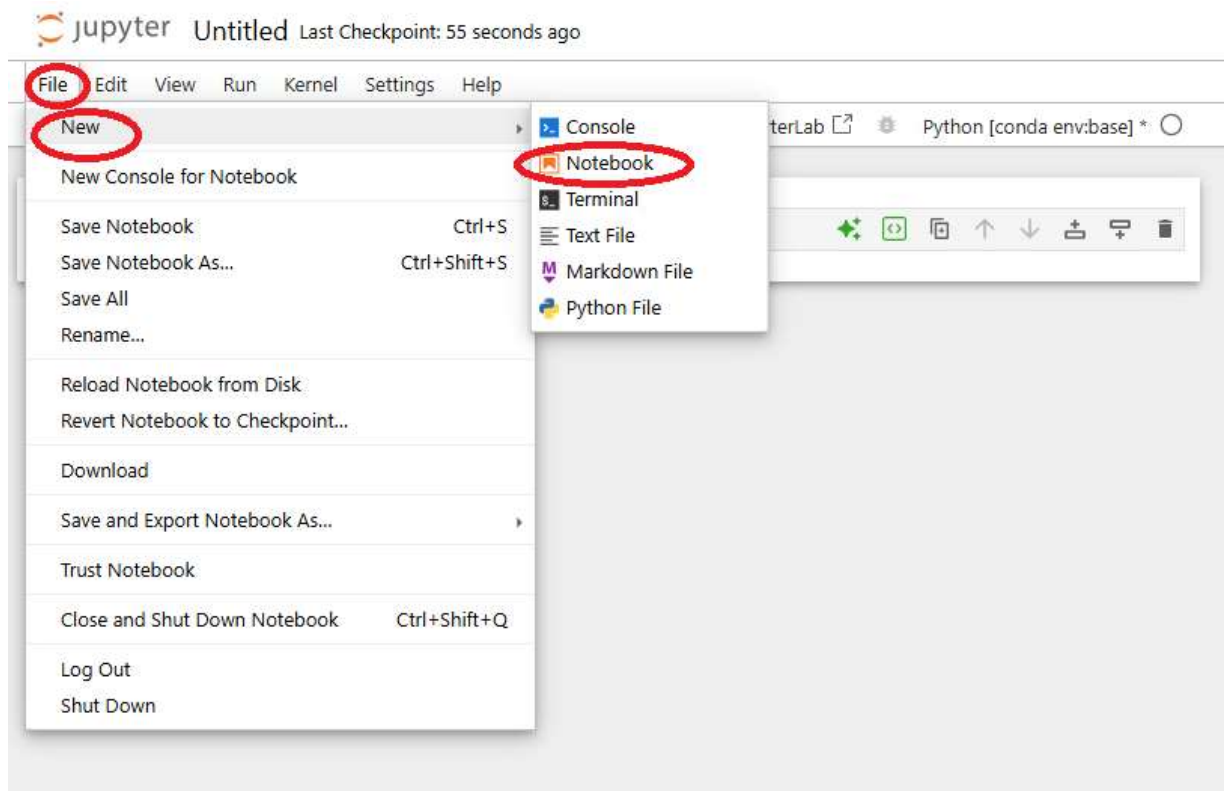 jupyter Untitled Last Checkpoint: 55 seconds ago
File Edit View Run Kernel Settings Help
New
Console
terLab Python [conda env:base] *
Notebook
New Console for Notebook
Terminal
Save Notebook Ctrl+S
Text File
Save Notebook As... Ctrl+Shift+S
Markdown File
Save All
Python File
Rename...
Reload Notebook from Disk
Revert Notebook to Checkpoint...
Download
Save and Export Notebook As...
Trust Notebook
Close and Shut Down Notebook Ctrl+Shift+Q
Log Out
Shut Down